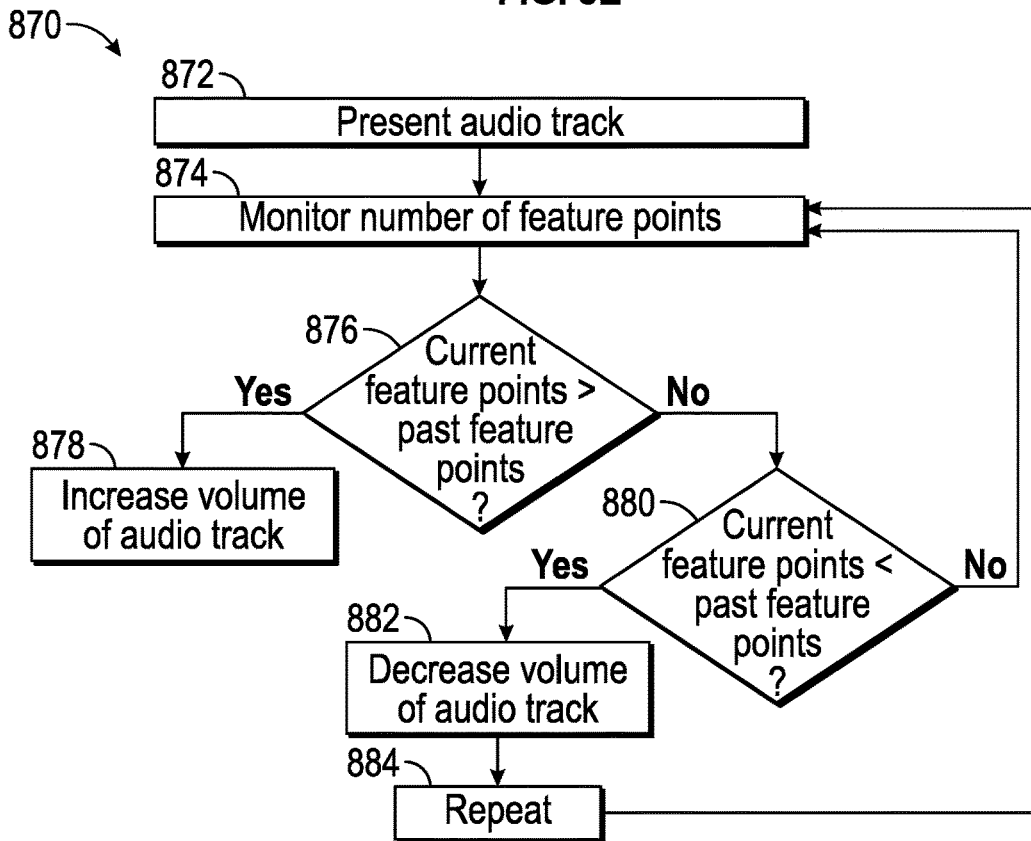 870
872
Present audio track
874
Monitor number of feature points
876
Current
feature points >
past feature
points
?
Yes
No
878
Increase volume
of audio track
880
Current
feature points <
past feature
points
?
Yes
No
882
Decrease volume
of audio track
884
Repeat